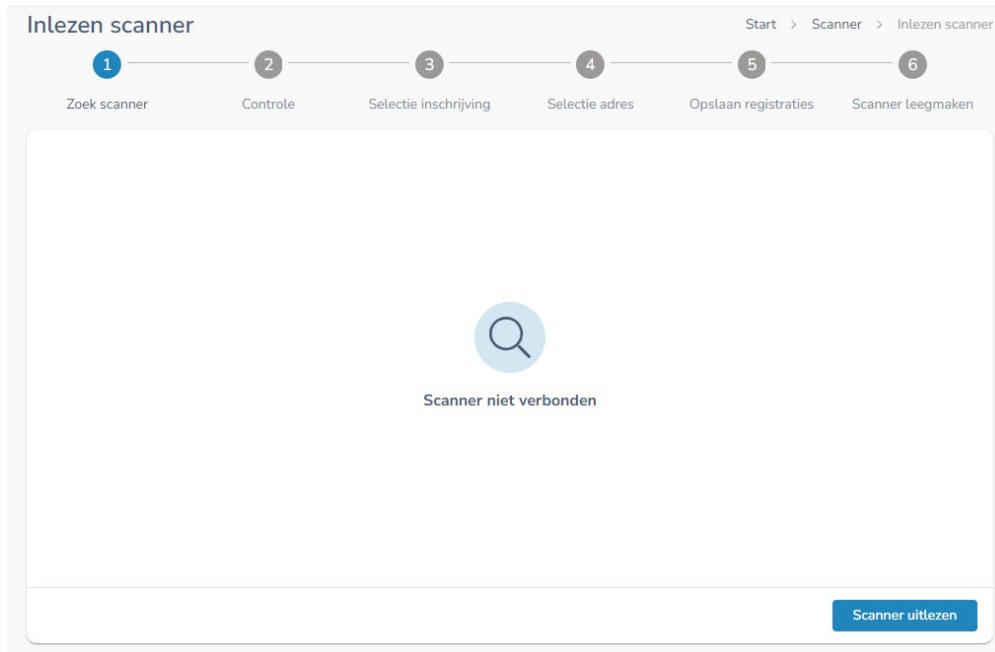 Inlezen scanner
Start > Scanner > Inlezen scanner
1 2 3 4 5 6
Zoek scanner Controle Selectie inschrijving Selectie adres Opslaan registraties Scanner leegmaken
Scanner niet verbonden
Scanner uitlezen